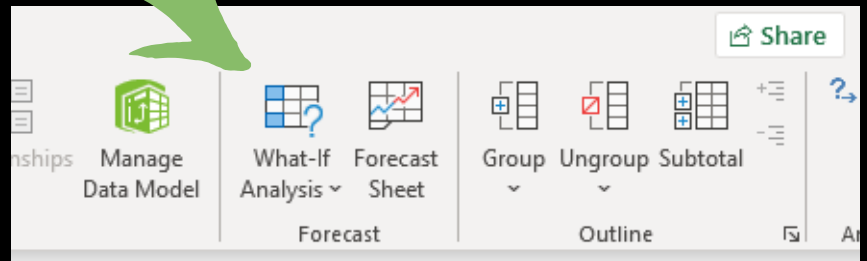 Share
nships
Manage
Data Model
What-If
Analysis
Forecast
Sheet
Group
Ungroup
Subtotal
Forecast
Outline